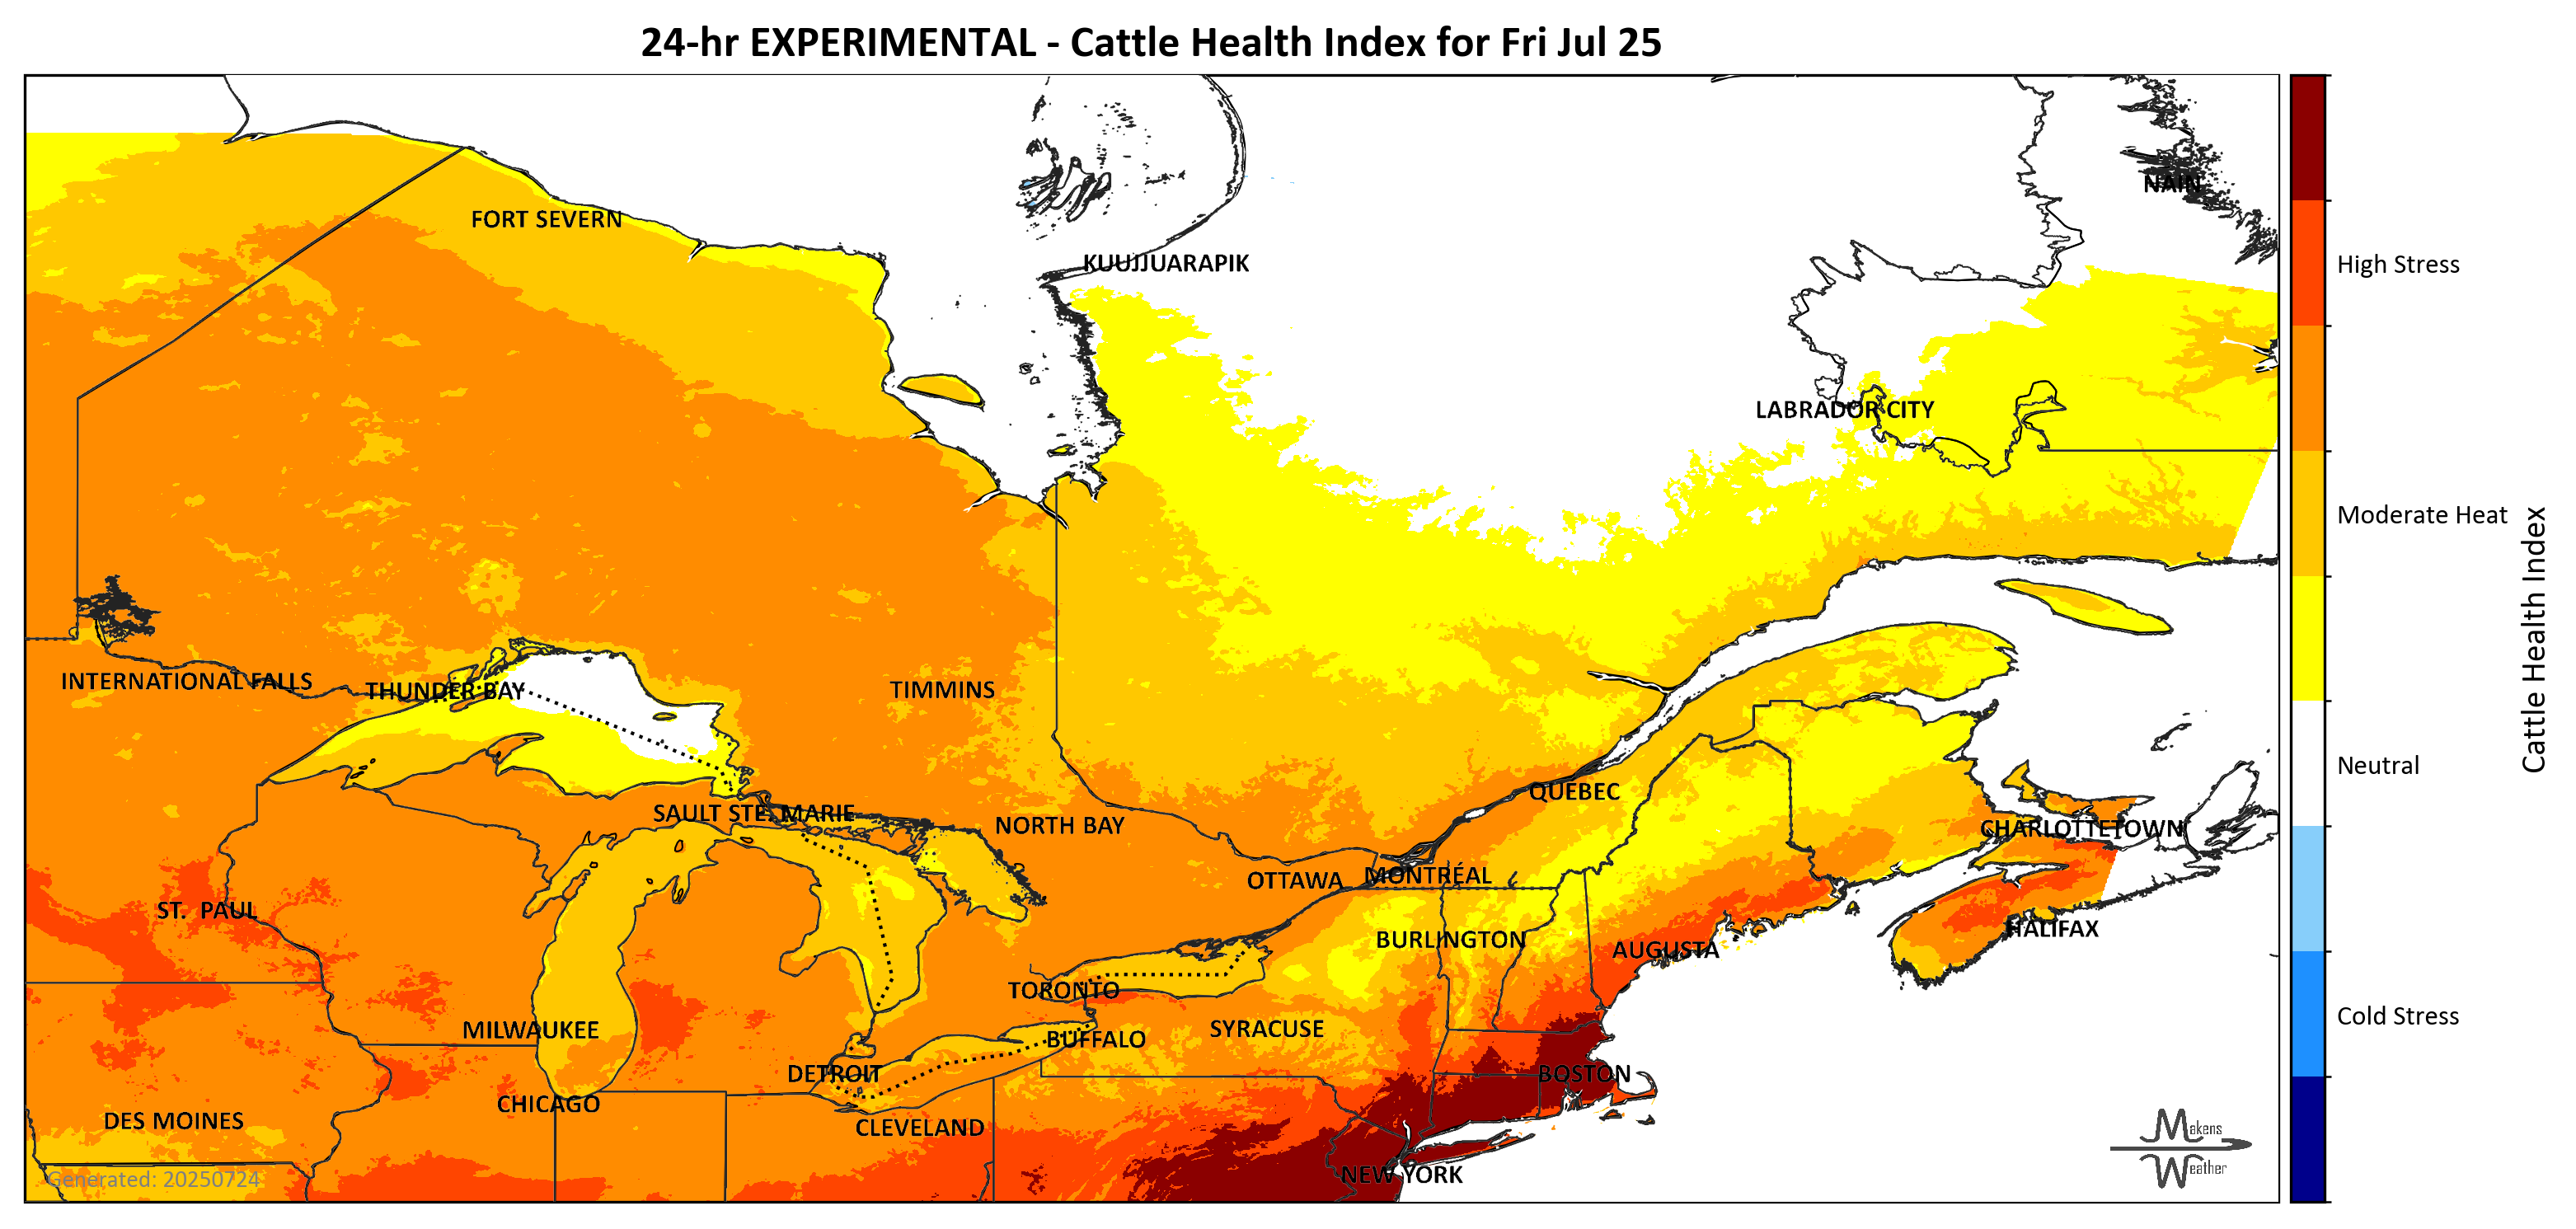 24-hr EXPERIMENTAL - Cattle Health Index for Fri Jul 25
NAIN
FORT SEVERN
KUUJJUARAPIK
High Stress
LABRADOR CITY
Moderate Heat
Cattle Health Index
INTERNATIONAL FALLS
THUNDER BAY
TIMMINS
Neutral
QUEBEC
SAULT STE. MARIE
NORTH BAY
CHARLOTTETOWN
OTTAWA
MONTRÉAL
ST. PAUL
HALIFAX
BURLINGTON
AUGUSTA
TORONTO
Cold Stress
MILWAUKEE
SYRACUSE
BUFFALO
DETROIT
BOSTON
CHICAGO
DES MOINES
CLEVELAND
Makens
Weather
NEW YORK
Generated: 20250724